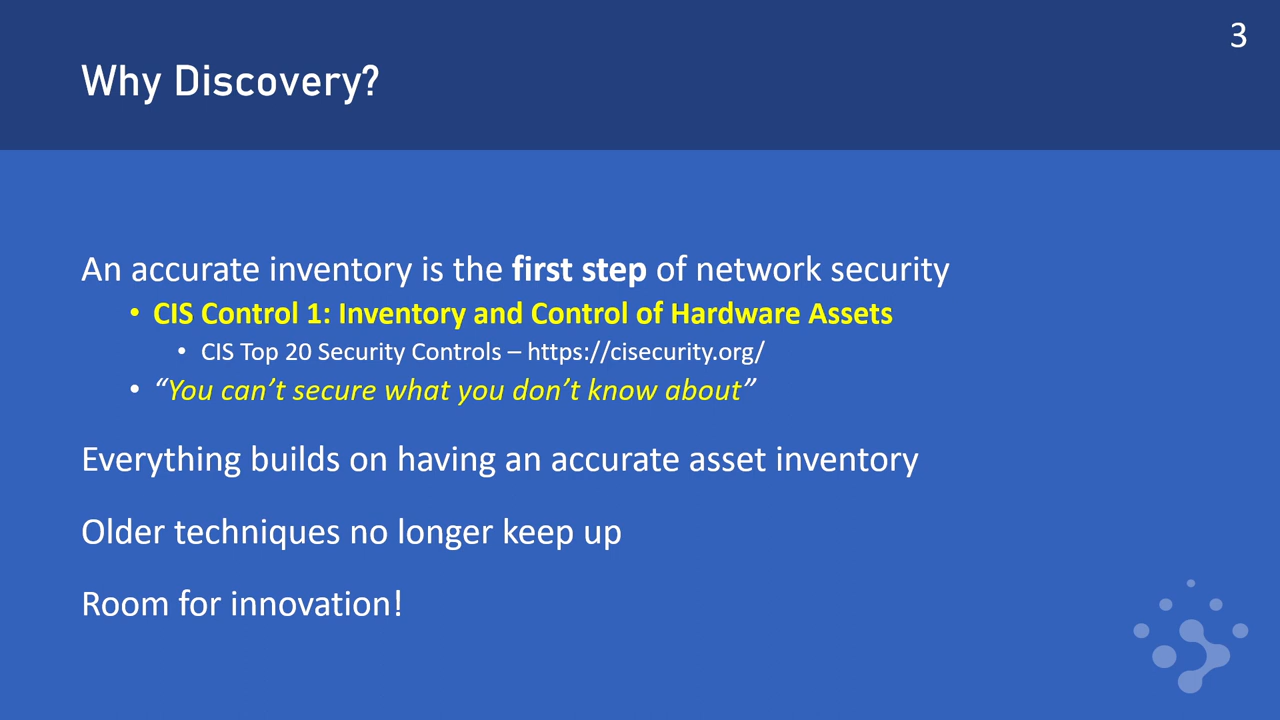 3
Why Discovery?
An accurate inventory is the first step of network security
• CIS Control 1: Inventory and Control of Hardware Assets
• CIS Top 20 Security Controls – https://cisecurity.org/
• “You can’t secure what you don’t know about”
Everything builds on having an accurate asset inventory
Older techniques no longer keep up
Room for innovation!